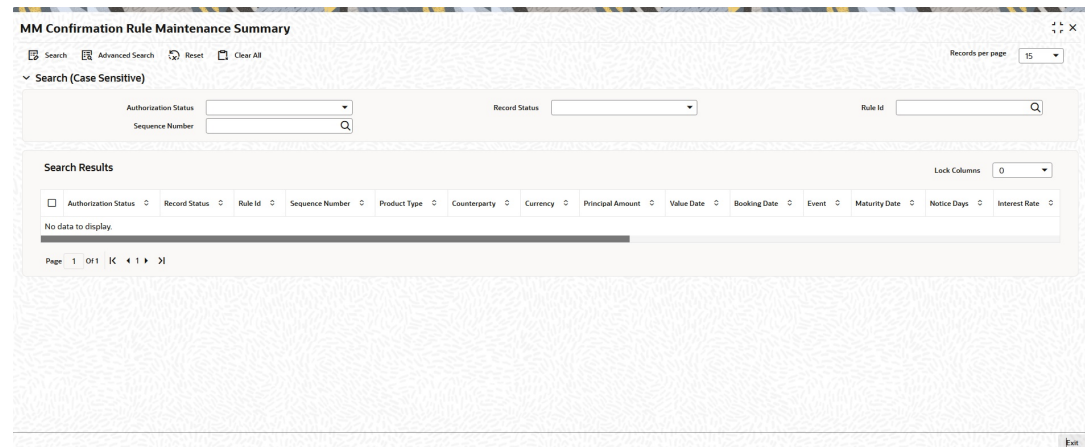 MM Confirmation Rule Maintenance Summary
Search Advanced Search Reset Clear All Records per page 15
Search (Case Sensitive)
Authorization Status Record Status Rule Id
Sequence Number
Search Results Lock Columns 0
Authorization Status Record Status Rule Id Sequence Number Product Type Counterparty Currency Principal Amount Value Date Booking Date Event Maturity Date Notice Days Interest Rate
No data to display.
Page 1 Of 1 1
Exit